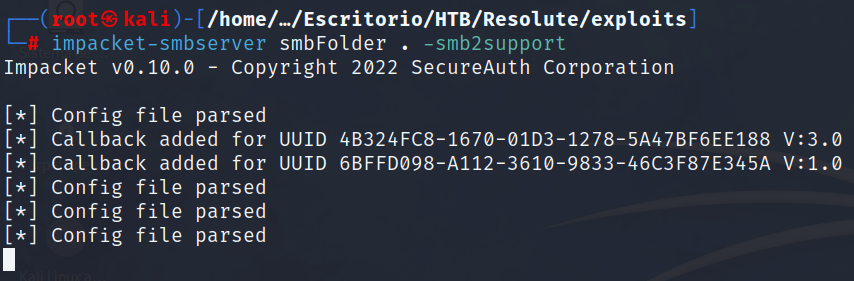 ┌──(root㉿kali)-[/home/…/Escritorio/HTB/Resolute/exploits]
└─# impacket-smbserver smbFolder . -smb2support
Impacket v0.10.0 - Copyright 2022 SecureAuth Corporation
[*] Config file parsed
[*] Callback added for UUID 4B324FC8-1670-01D3-1278-5A47BF6EE188 V:3.0
[*] Callback added for UUID 6BFFD098-A112-3610-9833-46C3F87E345A V:1.0
[*] Config file parsed
[*] Config file parsed
[*] Config file parsed